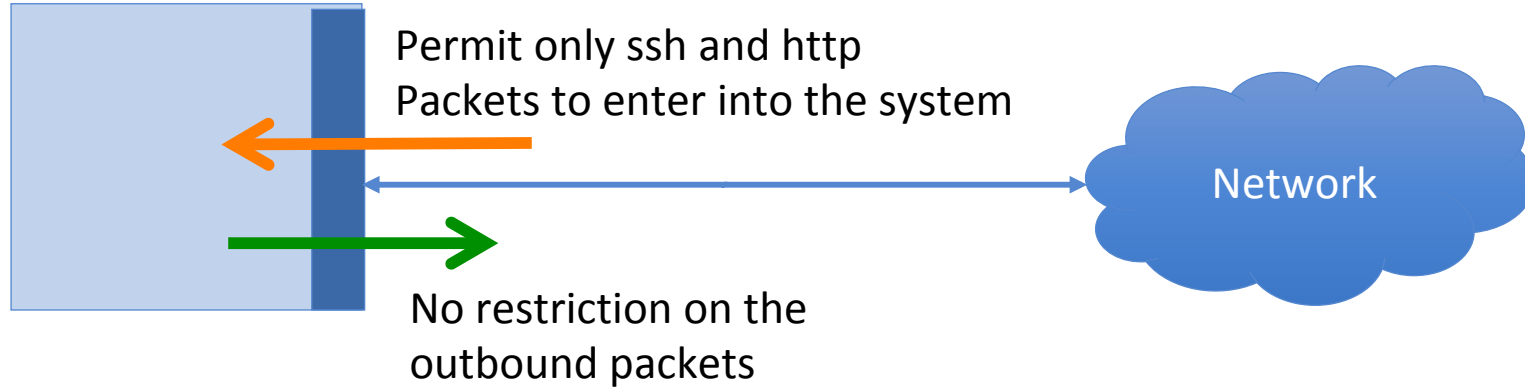 Permit only ssh and http
Packets to enter into the system
Network
No restriction on the
outbound packets